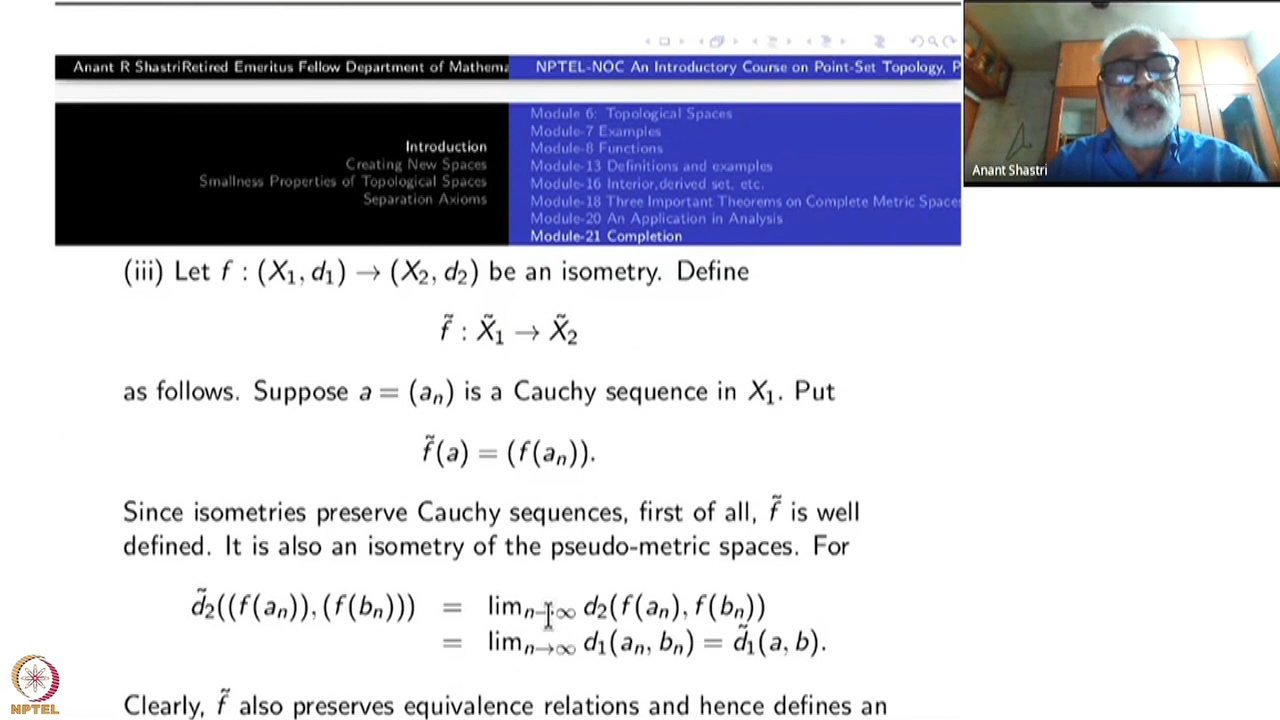 Anant R ShastriRetired Emeritus Fellow Department of Mathema
NPTEL-NOC An Introductory Course on Point-Set Topology, P
Introduction
Creating New Spaces
Smallness Properties of Topological Spaces
Separation Axioms
Module 6: Topological Spaces
Module-7 Examples
Module-8 Functions
Module-13 Definitions and examples
Module-16 Interior,derived set, etc.
Module-18 Three Important Theorems on Complete Metric Spaces
Module-20 An Application in Analysis
Module-21 Completion
Anant Shastri
(iii) Let f : (X₁, d₁) → (X₂, d₂) be an isometry. Define
f̃ : X̃₁ → X̃₂
as follows. Suppose a = (aₙ) is a Cauchy sequence in X₁. Put
f̃(a) = (f(aₙ)).
Since isometries preserve Cauchy sequences, first of all, f̃ is well
defined. It is also an isometry of the pseudo-metric spaces. For
d̃₂((f(aₙ)), (f(bₙ))) = limₙ→∞ d₂(f(aₙ), f(bₙ))
= limₙ→∞ d₁(aₙ, bₙ) = d̃₁(a, b).
Clearly, f̃ also preserves equivalence relations and hence defines an
NPTEL